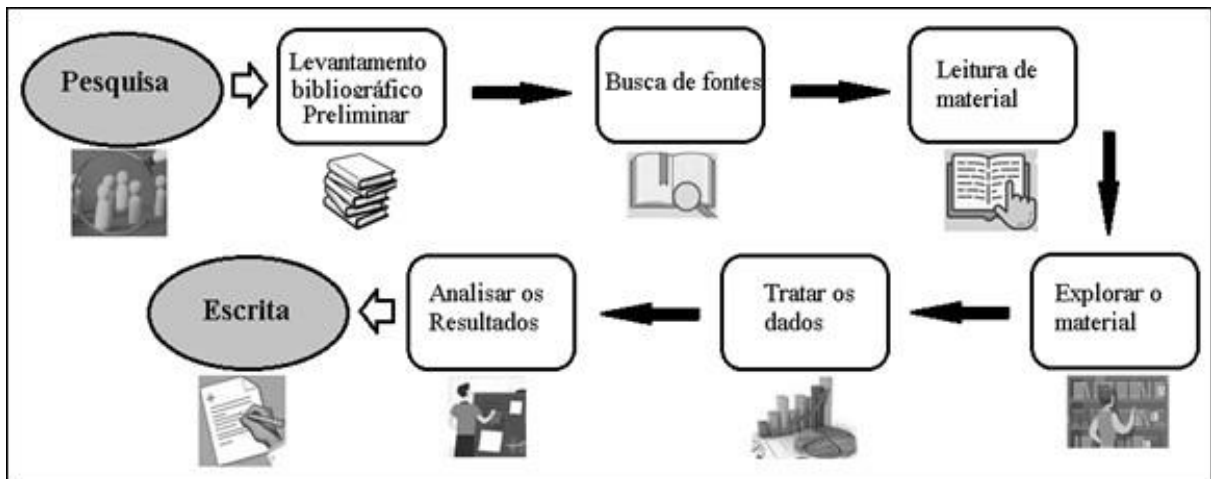 Pesquisa
Levantamento
bibliográfico
Preliminar
Busca de fontes
Leitura de
material
Explorar o
material
Tratar os
dados
Analisar os
Resultados
Escrita